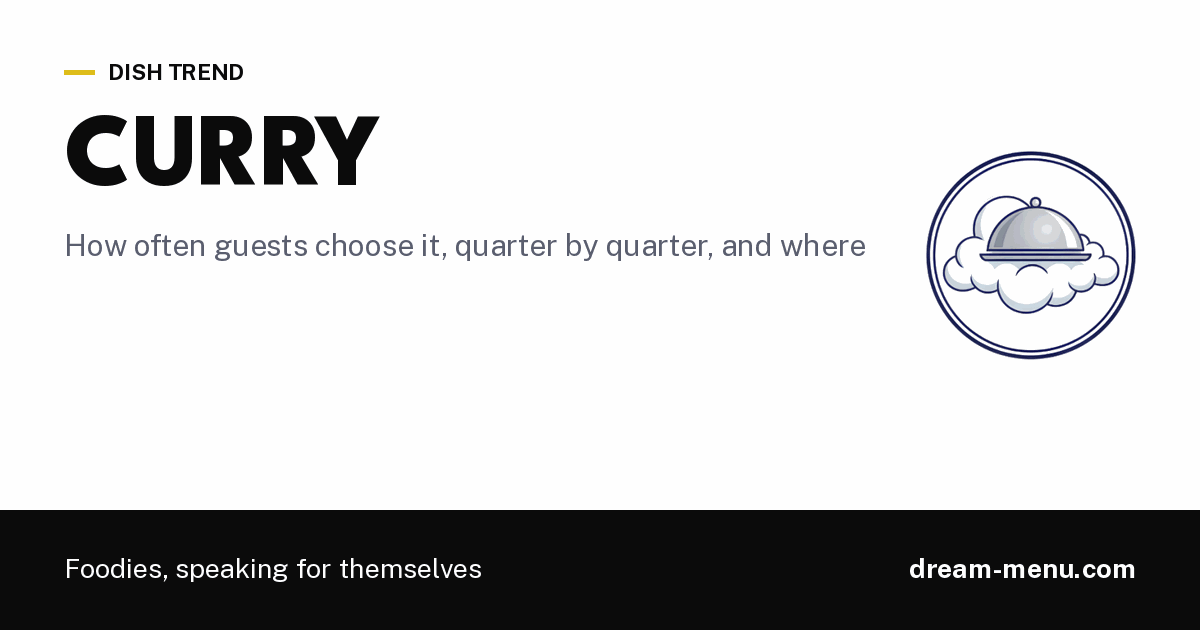 DISH TREND
CURRY
How often guests choose it, quarter by quarter, and where
Foodies, speaking for themselves
dream-menu.com